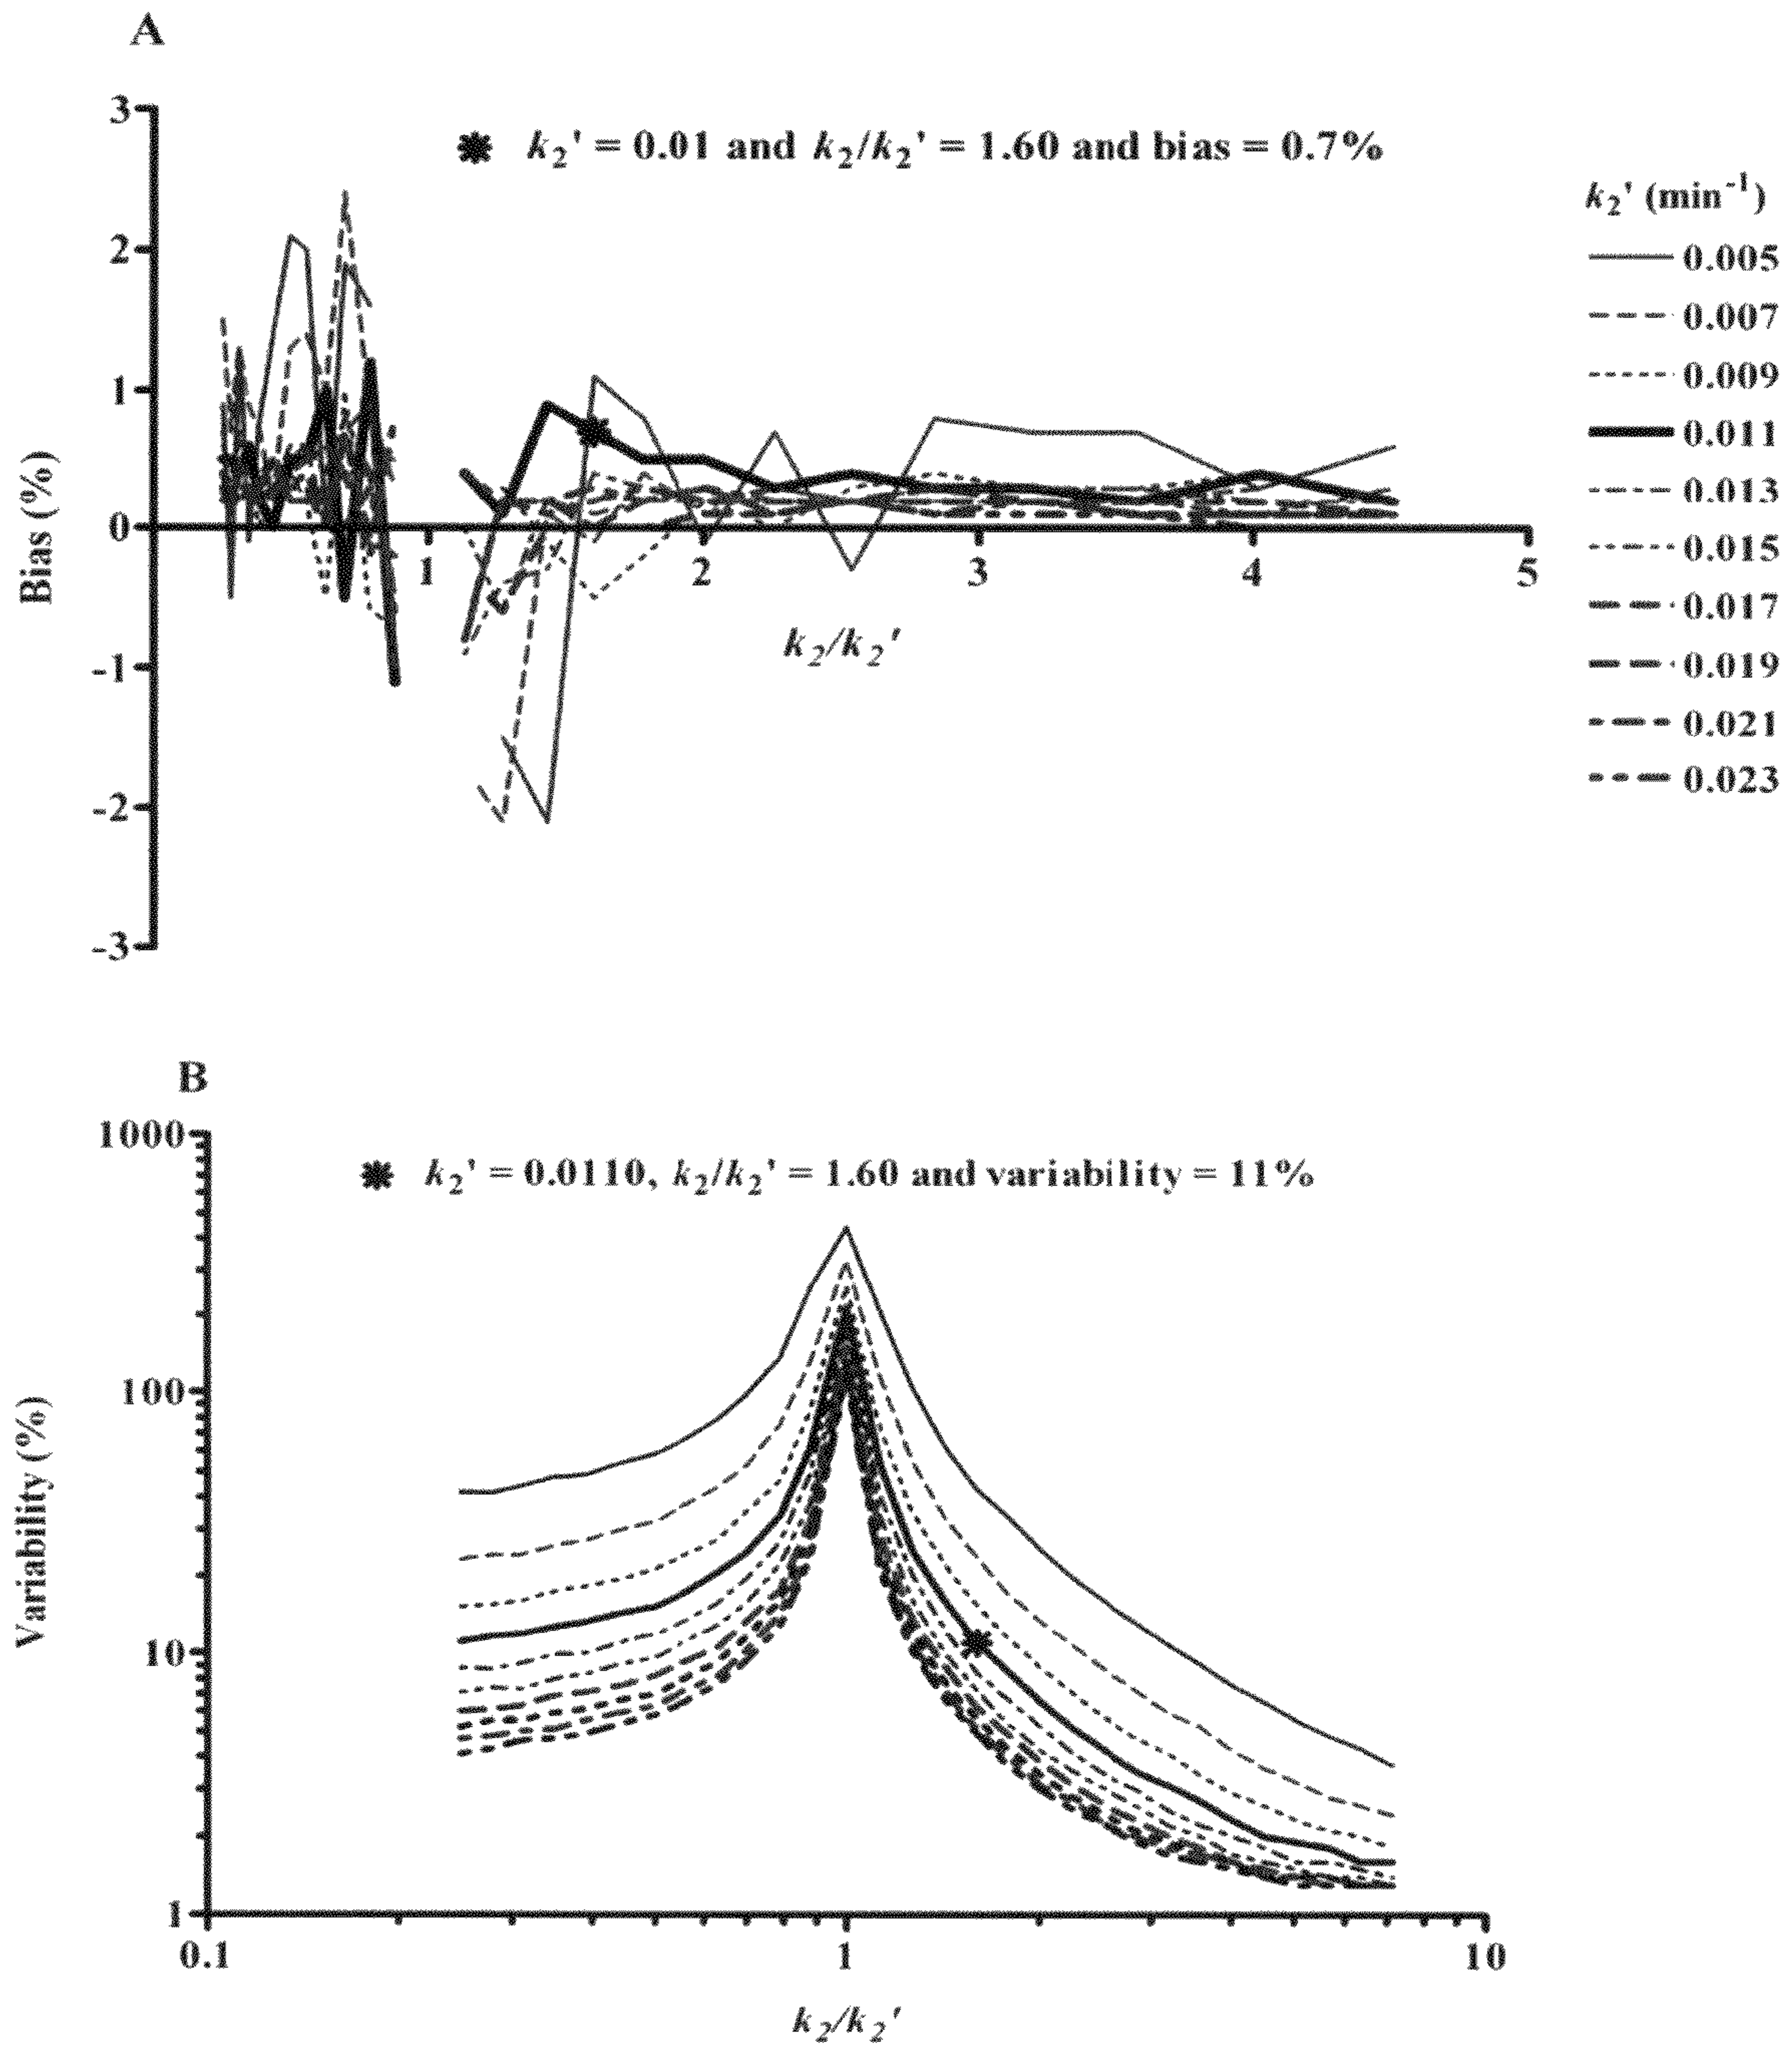 A
3
2
1
0
-1
-2
-3
Bias (%)
k2' = 0.01 and k2/k2' = 1.60 and bias = 0.7%
1 2 3 4 5
k2/k2'
k2' (min-1)
0.005
0.007
0.009
0.011
0.013
0.015
0.017
0.019
0.021
0.023
B
1000
100
10
1
Variability (%)
k2' = 0.0110, k2/k2' = 1.60 and variability = 11%
0.1 1 10
k2/k2'